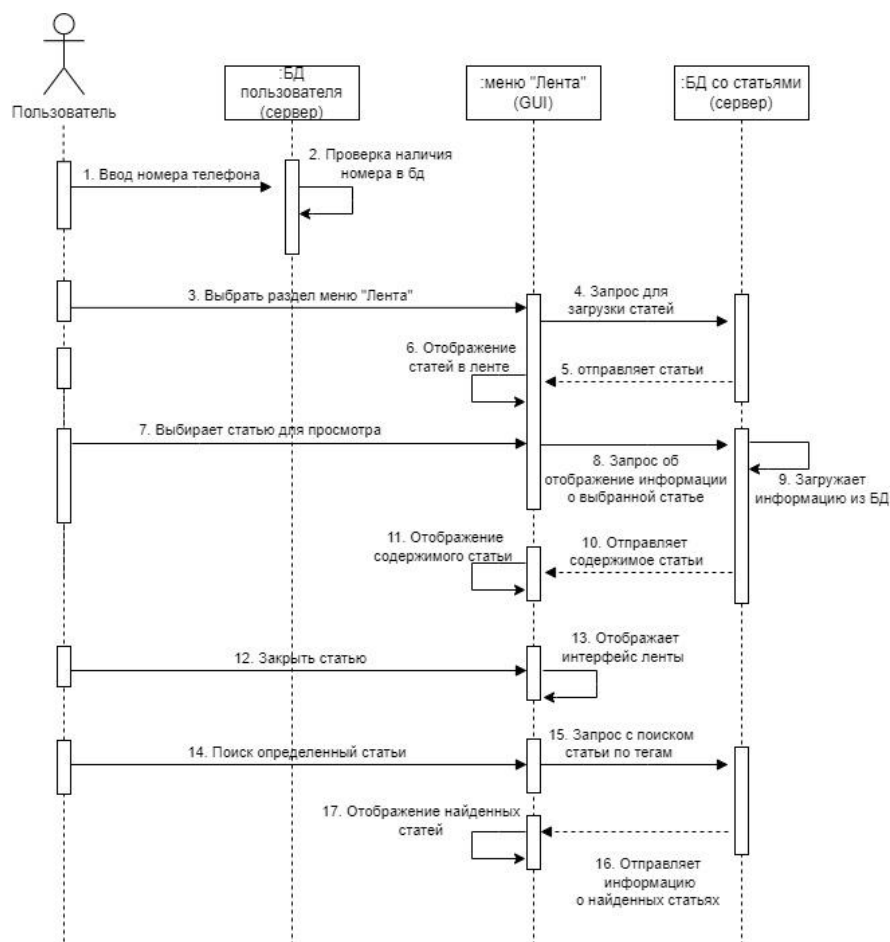 :БД
пользователя
(сервер)
:меню "Лента"
(GUI)
:БД со статьями
(сервер)
Пользователь
1. Ввод номера телефона
2. Проверка наличия
номера в бд
3. Выбрать раздел меню "Лента"
4. Запрос для
загрузки статей
5. отправляет статьи
6. Отображение
статей в ленте
7. Выбирает статью для просмотра
8. Запрос об
отображение информации
о выбранной статье
9. Загружает
информацию из БД
10. Отправляет
содержимое статьи
11. Отображение
содержимого статьи
12. Закрыть статью
13. Отображает
интерфейс ленты
14. Поиск определенный статьи
15. Запрос с поиском
статьи по тегам
16. Отправляет
информацию
о найденных статьях
17. Отображение найденных
статей